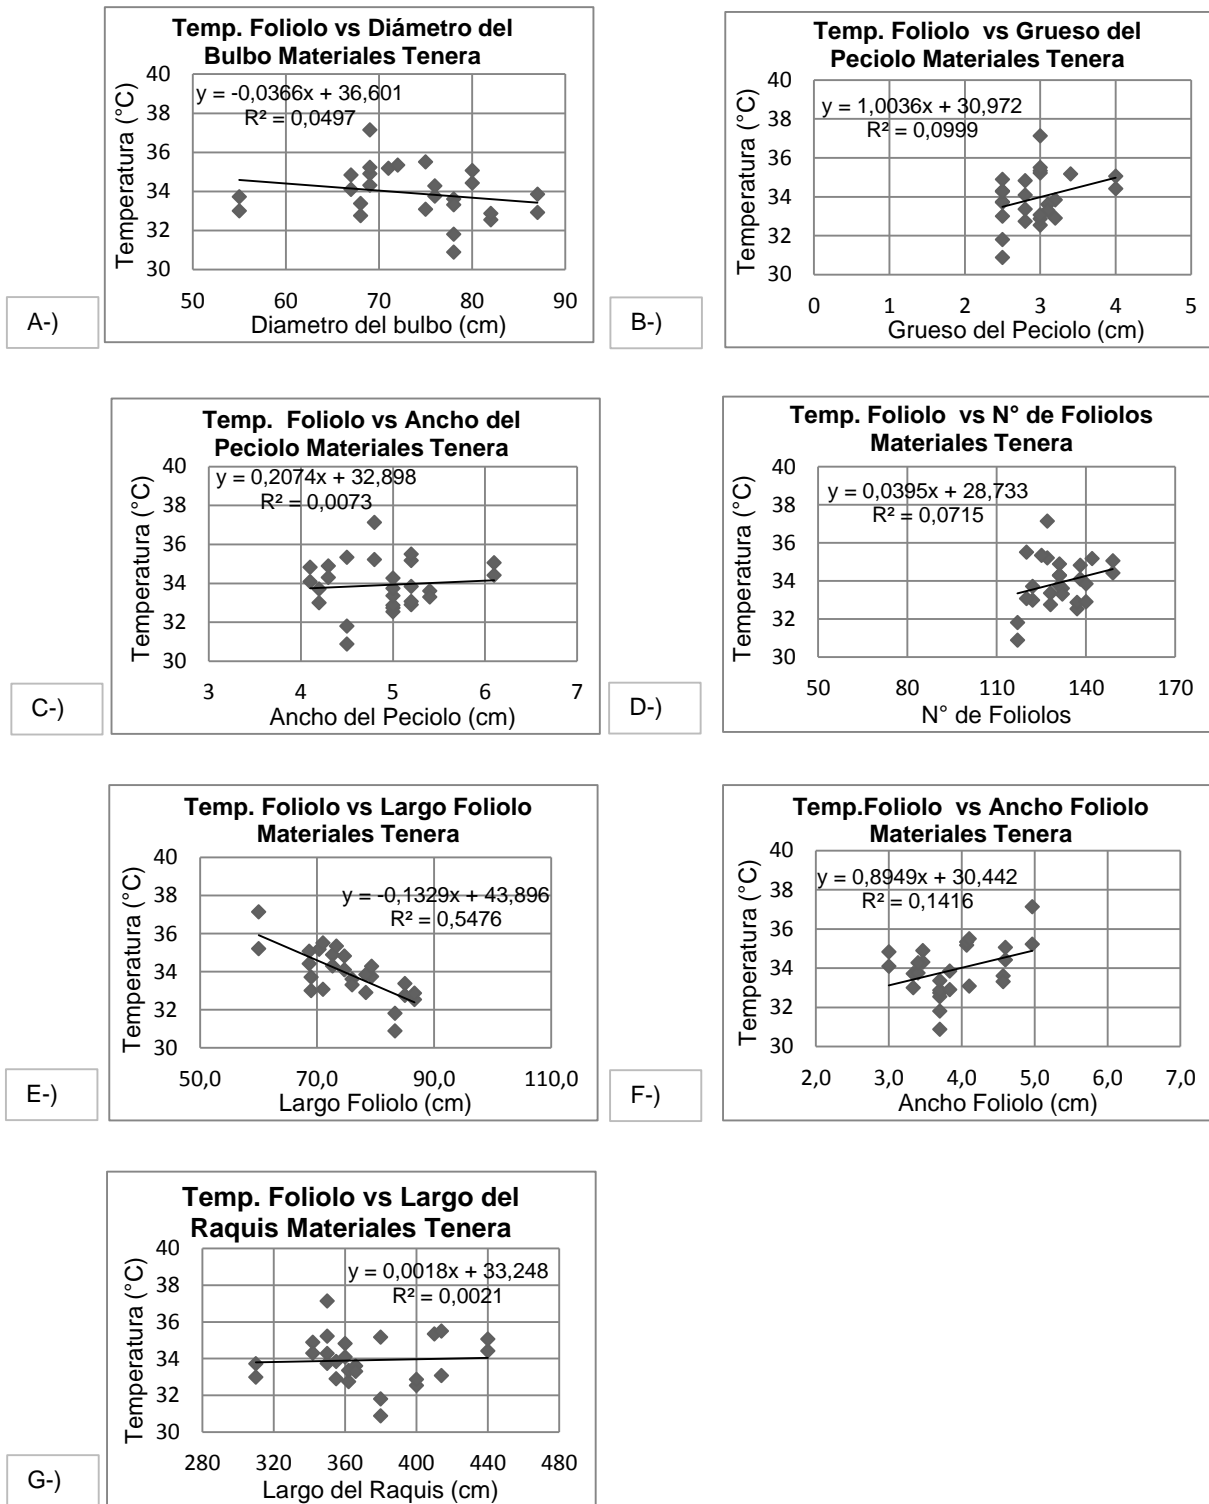 Temp. Foliolo vs Diámetro del
Bulbo Materiales Tenera
y = -0,0366x + 36,601
R² = 0,0497
Temperatura (°C)
40
38
36
34
32
30
50 60 70 80 90
Diametro del bulbo (cm)
A-)
Temp. Foliolo vs Grueso del
Peciolo Materiales Tenera
y = 1,0036x + 30,972
R² = 0,0999
Temperatura (°C)
40
38
36
34
32
30
0 1 2 3 4 5
Grueso del Peciolo (cm)
B-)
Temp. Foliolo vs Ancho del
Peciolo Materiales Tenera
y = 0,2074x + 32,898
R² = 0,0073
Temperatura (°C)
40
38
36
34
32
30
3 4 5 6 7
Ancho del Peciolo (cm)
C-)
Temp. Foliolo vs N° de Foliolos
Materiales Tenera
y = 0,0395x + 28,733
R² = 0,0715
Temperatura (°C)
40
38
36
34
32
30
50 80 110 140 170
N° de Foliolos
D-)
Temp. Foliolo vs Largo Foliolo
Materiales Tenera
y = -0,1329x + 43,896
R² = 0,5476
Temperatura (°C)
40
38
36
34
32
30
50,0 70,0 90,0 110,0
Largo Foliolo (cm)
E-)
Temp.Foliolo vs Ancho Foliolo
Materiales Tenera
y = 0,8949x + 30,442
R² = 0,1416
Temperatura (°C)
40
38
36
34
32
30
2,0 3,0 4,0 5,0 6,0 7,0
Ancho Foliolo (cm)
F-)
Temp. Foliolo vs Largo del
Raquis Materiales Tenera
y = 0,0018x + 33,248
R² = 0,0021
Temperatura (°C)
40
38
36
34
32
30
280 320 360 400 440 480
Largo del Raquis (cm)
G-)